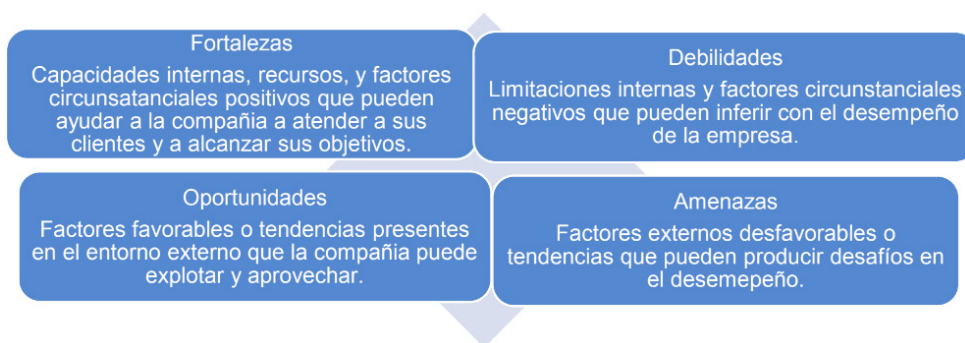 Fortalezas
Capacidades internas, recursos, y factores
circunsatanciales positivos que pueden
ayudar a la compañia a atender a sus
clientes y a alcanzar sus objetivos.
Debilidades
Limitaciones internas y factores circunstanciales
negativos que pueden inferir con el desempeño
de la empresa.
Oportunidades
Factores favorables o tendencias presentes
en el entorno externo que la compañia puede
explotar y aprovechar.
Amenazas
Factores externos desfavorables o
tendencias que pueden producir desafíos en
el desemepeño.